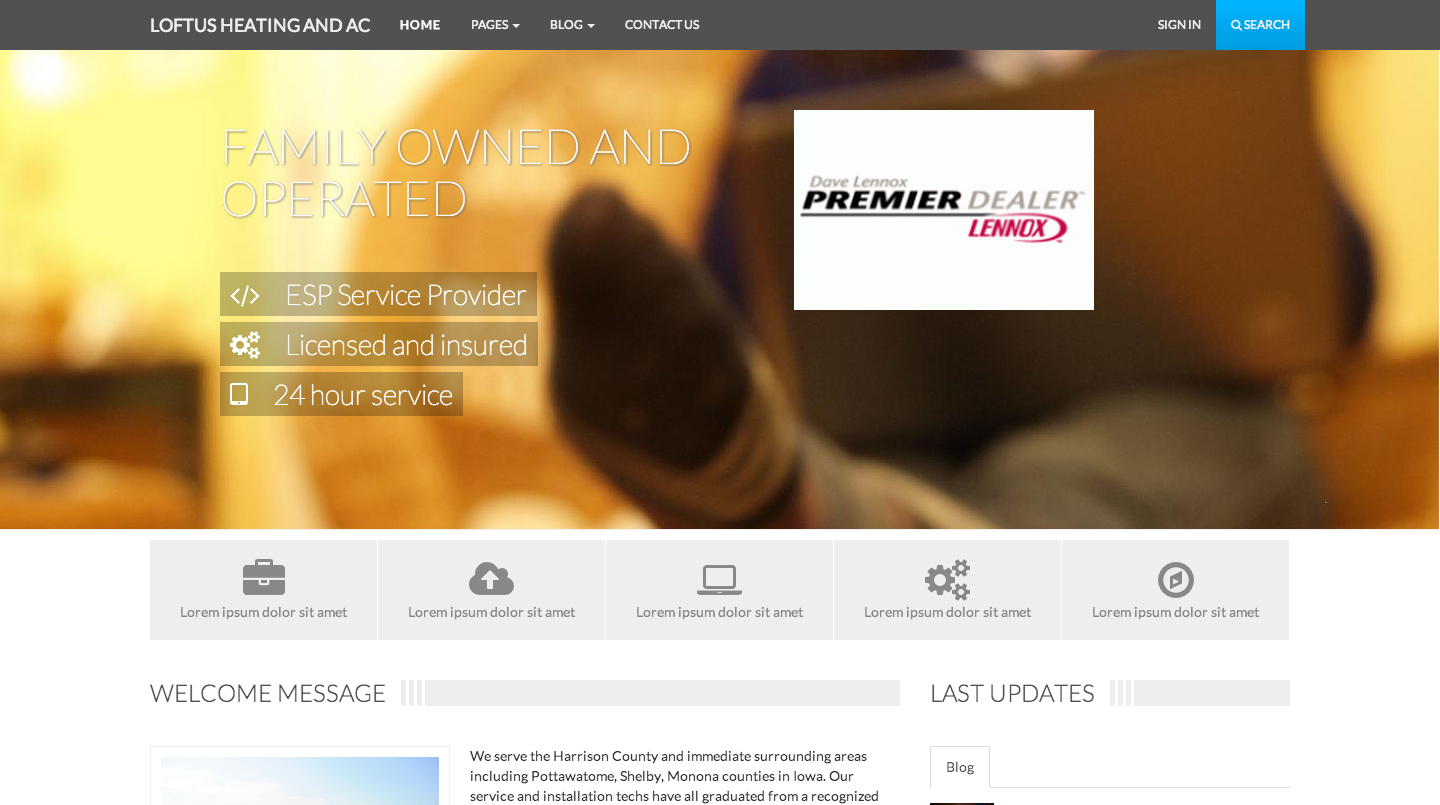 LOFTUS HEATING AND AC HOME PAGES BLOG CONTACT US SIGN IN SEARCH
FAMILY OWNED AND
OPERATED
Dave Lennox
PREMIER DEALER™
LENNOX
ESP Service Provider
Licensed and insured
24 hour service
Lorem ipsum dolor sit amet
Lorem ipsum dolor sit amet
Lorem ipsum dolor sit amet
Lorem ipsum dolor sit amet
Lorem ipsum dolor sit amet
WELCOME MESSAGE
We serve the Harrison County and immediate surrounding areas
including Pottawatome, Shelby, Monona counties in Iowa. Our
service and installation techs have all graduated from a recognized
LAST UPDATES
Blog